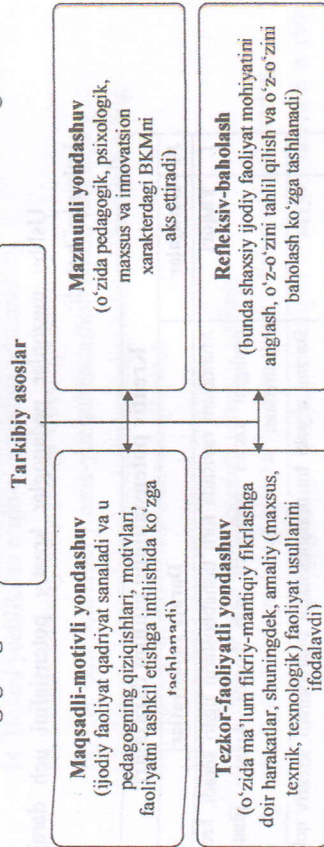 Tarkibiy asoslar
Maqsadli-motivli yondashuv
(ijodiy faoliyat qadriyat sanaladi va u
pedagogning qiziqishlari, motivlari,
faoliyatni tashkil etishga intilishida ko‘zga
tachlanadi)
Mazmunli yondashuv
(o‘zida pedagogik, psixologik,
maxsus va innovatsion
xarakterdagi BKMni
aks ettiradi)
Tezkor-faoliyatli yondashuv
(o‘zida ma’lum fikriy-mantiqiy fikrlashga
doir harakatlar, shuningdek, amaliy (maxsus,
texnik, texnologik) faoliyat usullarini
ifodalavdi)
Refleksiv-baholash
(bunda shaxsiy ijodiy faoliyat mohiyatini
anglash, o‘z-o‘zini tahlil qilish va o‘z-o‘zini
baholash ko‘zga tashlanadi)